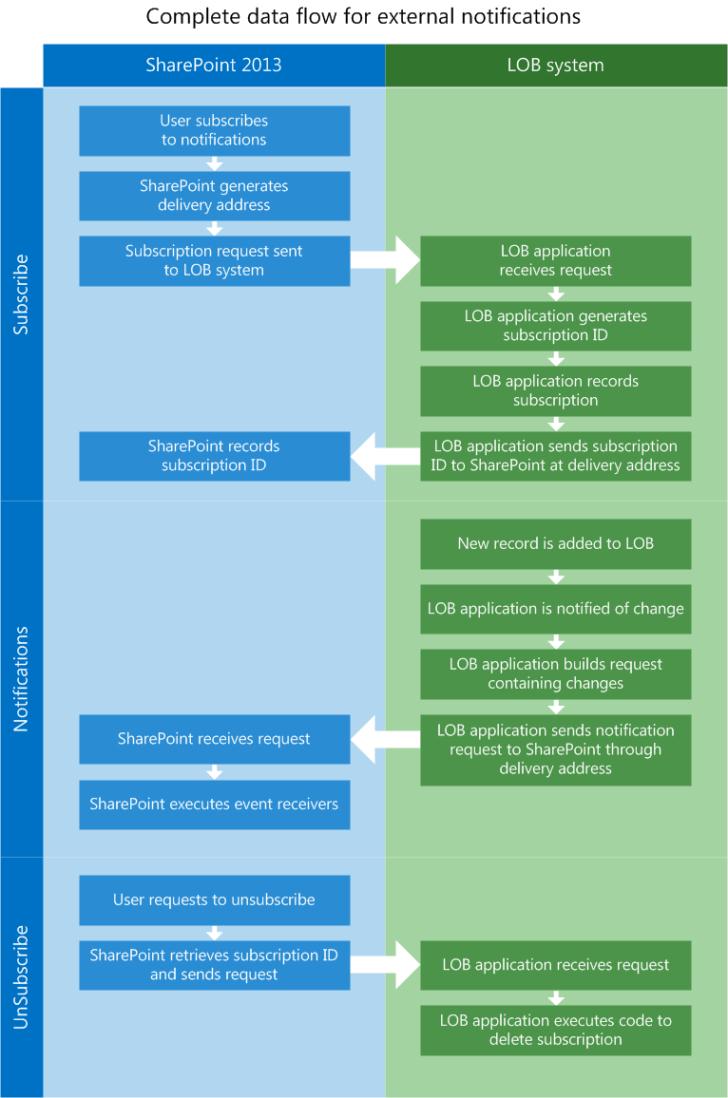 Complete data flow for external notifications
SharePoint 2013
LOB system
Subscribe
User subscribes
to notifications
SharePoint generates
delivery address
Subscription request sent
to LOB system
LOB application
receives request
LOB application generates
subscription ID
LOB application records
subscription
LOB application sends subscription
ID to SharePoint at delivery address
SharePoint records
subscription ID
Notifications
New record is added to LOB
LOB application is notified of change
LOB application builds request
containing changes
LOB application sends notification
request to SharePoint through
delivery address
SharePoint receives request
SharePoint executes event receivers
UnSubscribe
User requests to unsubscribe
SharePoint retrieves subscription ID
and sends request
LOB application receives request
LOB application executes code to
delete subscription